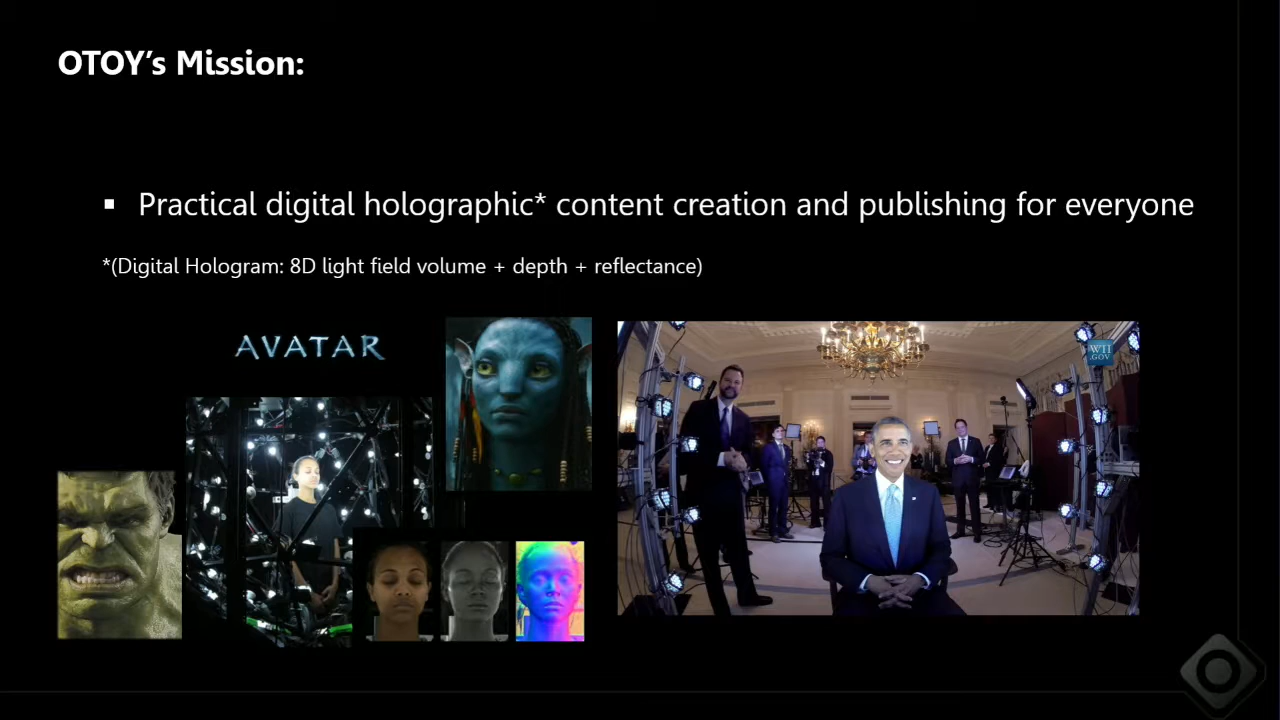 OTOY’s Mission:
▪ Practical digital holographic* content creation and publishing for everyone
*(Digital Hologram: 8D light field volume + depth + reflectance)
AVATAR
WH
.GOV